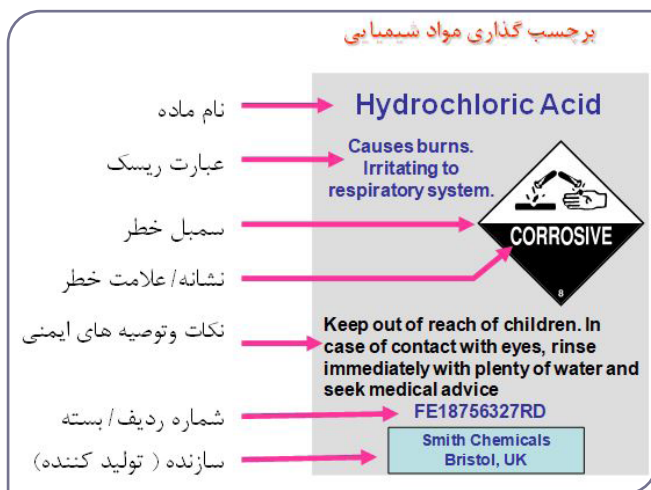 برچسب گذاری مواد شیمیایی
نام ماده
Hydrochloric Acid
عبارت ریسک
Causes burns.
Irritating to
respiratory system.
سمبل خطر
CORROSIVE
نشانه/ علامت خطر
8
نکات وتوصیه های ایمنی
Keep out of reach of children. In
case of contact with eyes, rinse
immediately with plenty of water and
seek medical advice
شماره ردیف/ بسته
FE18756327RD
سازنده ( تولید کننده)
Smith Chemicals
Bristol, UK